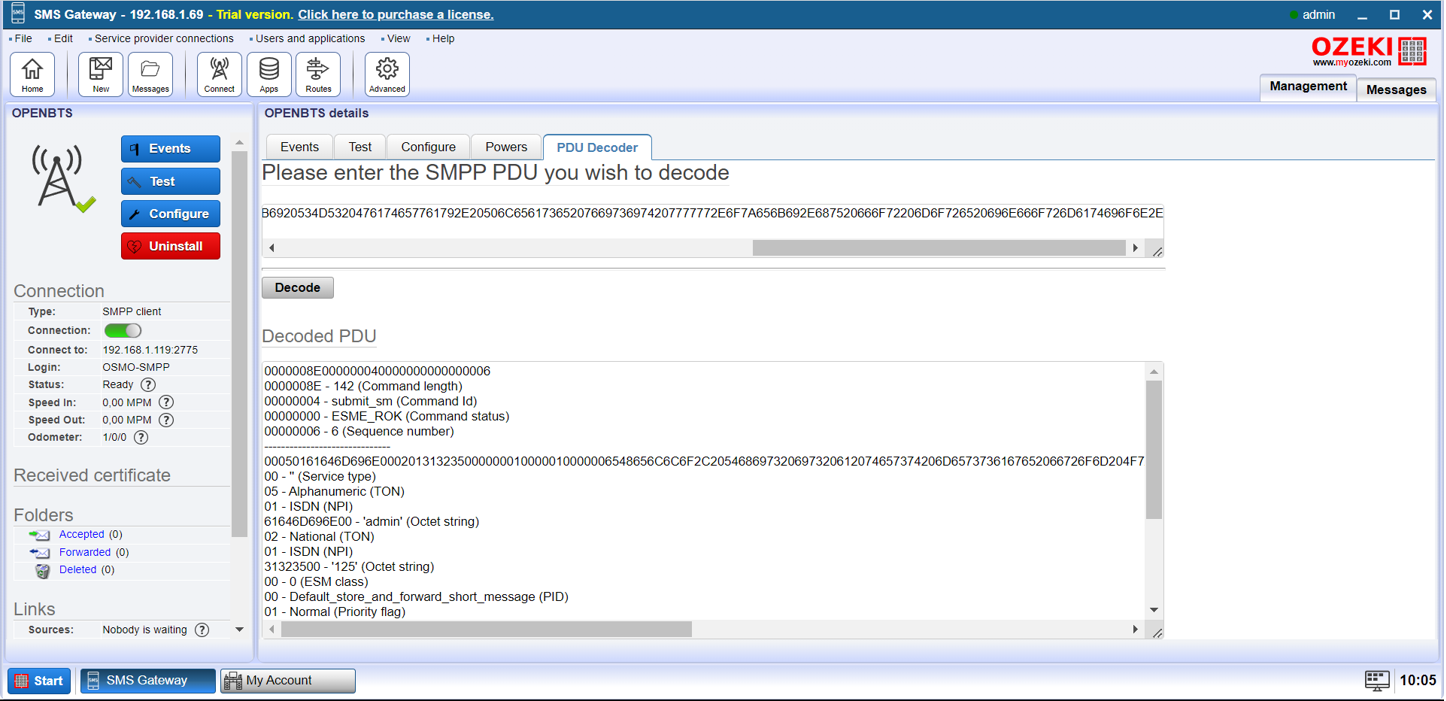 SMS Gateway - 192.168.1.69 - Trial version. Click here to purchase a license.
admin
File Edit Service provider connections Users and applications View Help
OZEKI
www.myozeki.com
Home New Messages Connect Apps Routes Advanced
Management Messages
OPENBTS
Events
Test
Configure
Uninstall
Connection
Type: SMPP client
Connection:
Connect to: 192.168.1.119:2775
Login: OSMO-SMPP
Status: Ready ?
Speed In: 0,00 MPM ?
Speed Out: 0,00 MPM ?
Odometer: 1/0/0 ?
Received certificate
Folders
Accepted (0)
Forwarded (0)
Deleted (0)
Links
Sources: Nobody is waiting ?
OPENBTS details
Events Test Configure Powers PDU Decoder
Please enter the SMPP PDU you wish to decode
B6920534D5320476174657761792E20506C656173652076697369742077777772E6F7A656B692E687520666F72206D6F726520696E666F726D6174696F6E2E
Decode
Decoded PDU
0000008E000000040000000000000006
0000008E - 142 (Command length)
00000004 - submit_sm (Command Id)
00000000 - ESME_ROK (Command status)
00000006 - 6 (Sequence number)
------------------------------
00050161646D696E000201313235000000010000010000006548656C6C6F2C205468697320697320612074657374206D6573736167652066726F6D204F7
00 - '' (Service type)
05 - Alphanumeric (TON)
01 - ISDN (NPI)
61646D696E00 - 'admin' (Octet string)
02 - National (TON)
01 - ISDN (NPI)
31323500 - '125' (Octet string)
00 - 0 (ESM class)
00 - Default_store_and_forward_short_message (PID)
01 - Normal (Priority flag)
Start SMS Gateway My Account
10:05